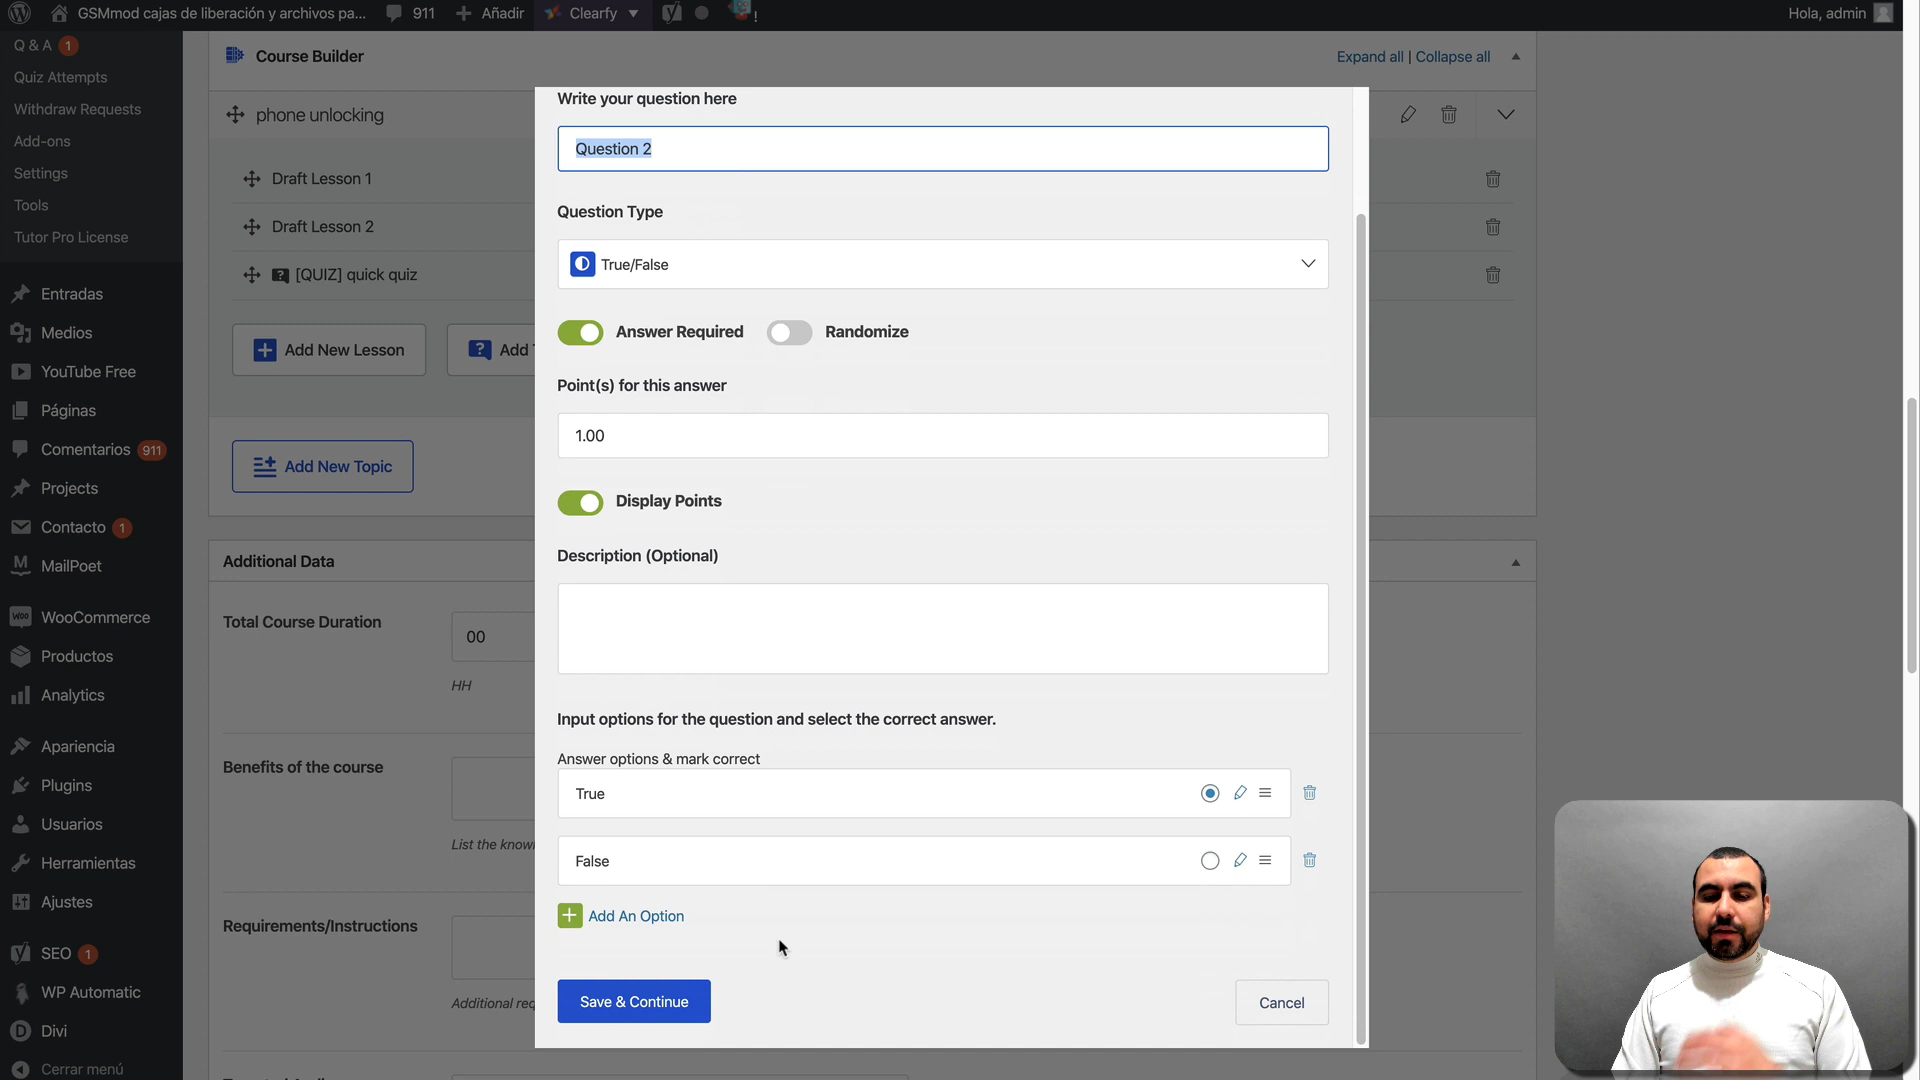 GSMmod cajas de liberación y archivos pa...
911
Añadir
Clearfy
!
Hola, admin
Q & A 1
Quiz Attempts
Withdraw Requests
Add-ons
Settings
Tools
Tutor Pro License
Entradas
Medios
YouTube Free
Páginas
Comentarios 911
Projects
Contacto 1
MailPoet
WooCommerce
Productos
Analytics
Apariencia
Plugins
Usuarios
Herramientas
Ajustes
SEO 1
WP Automatic
Divi
Cerrar menú
Course Builder
Expand all | Collapse all
phone unlocking
Draft Lesson 1
Draft Lesson 2
[QUIZ] quick quiz
Add New Lesson
Add
Add New Topic
Additional Data
Total Course Duration
00
HH
Benefits of the course
List the know
Requirements/Instructions
Additional req
Write your question here
Question 2
Question Type
True/False
Answer Required
Randomize
Point(s) for this answer
1.00
Display Points
Description (Optional)
Input options for the question and select the correct answer.
Answer options & mark correct
True
False
Add An Option
Save & Continue
Cancel